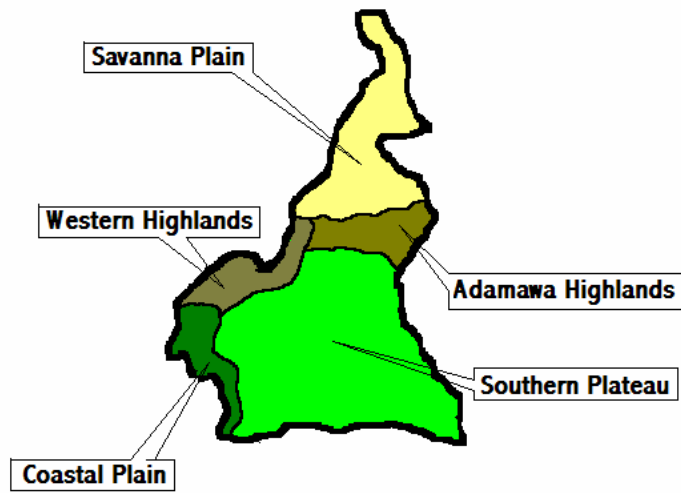 Savanna Plain
Western Highlands
Adamawa Highlands
Southern Plateau
Coastal Plain